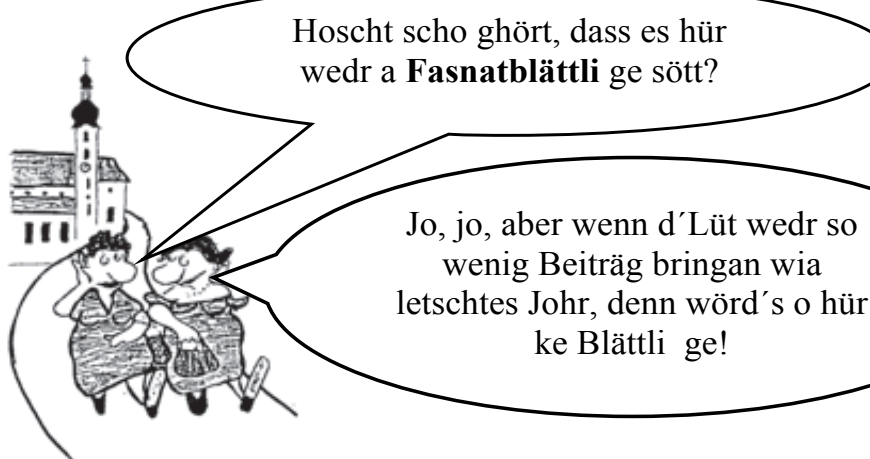 Hoscht scho ghört, dass es hür
wedr a Fasnatblättli ge sött?
Jo, jo, aber wenn d´Lüt wedr so
wenig Beiträg bringan wia
letschtes Johr, denn wörd´s o hür
ke Blättli  ge!